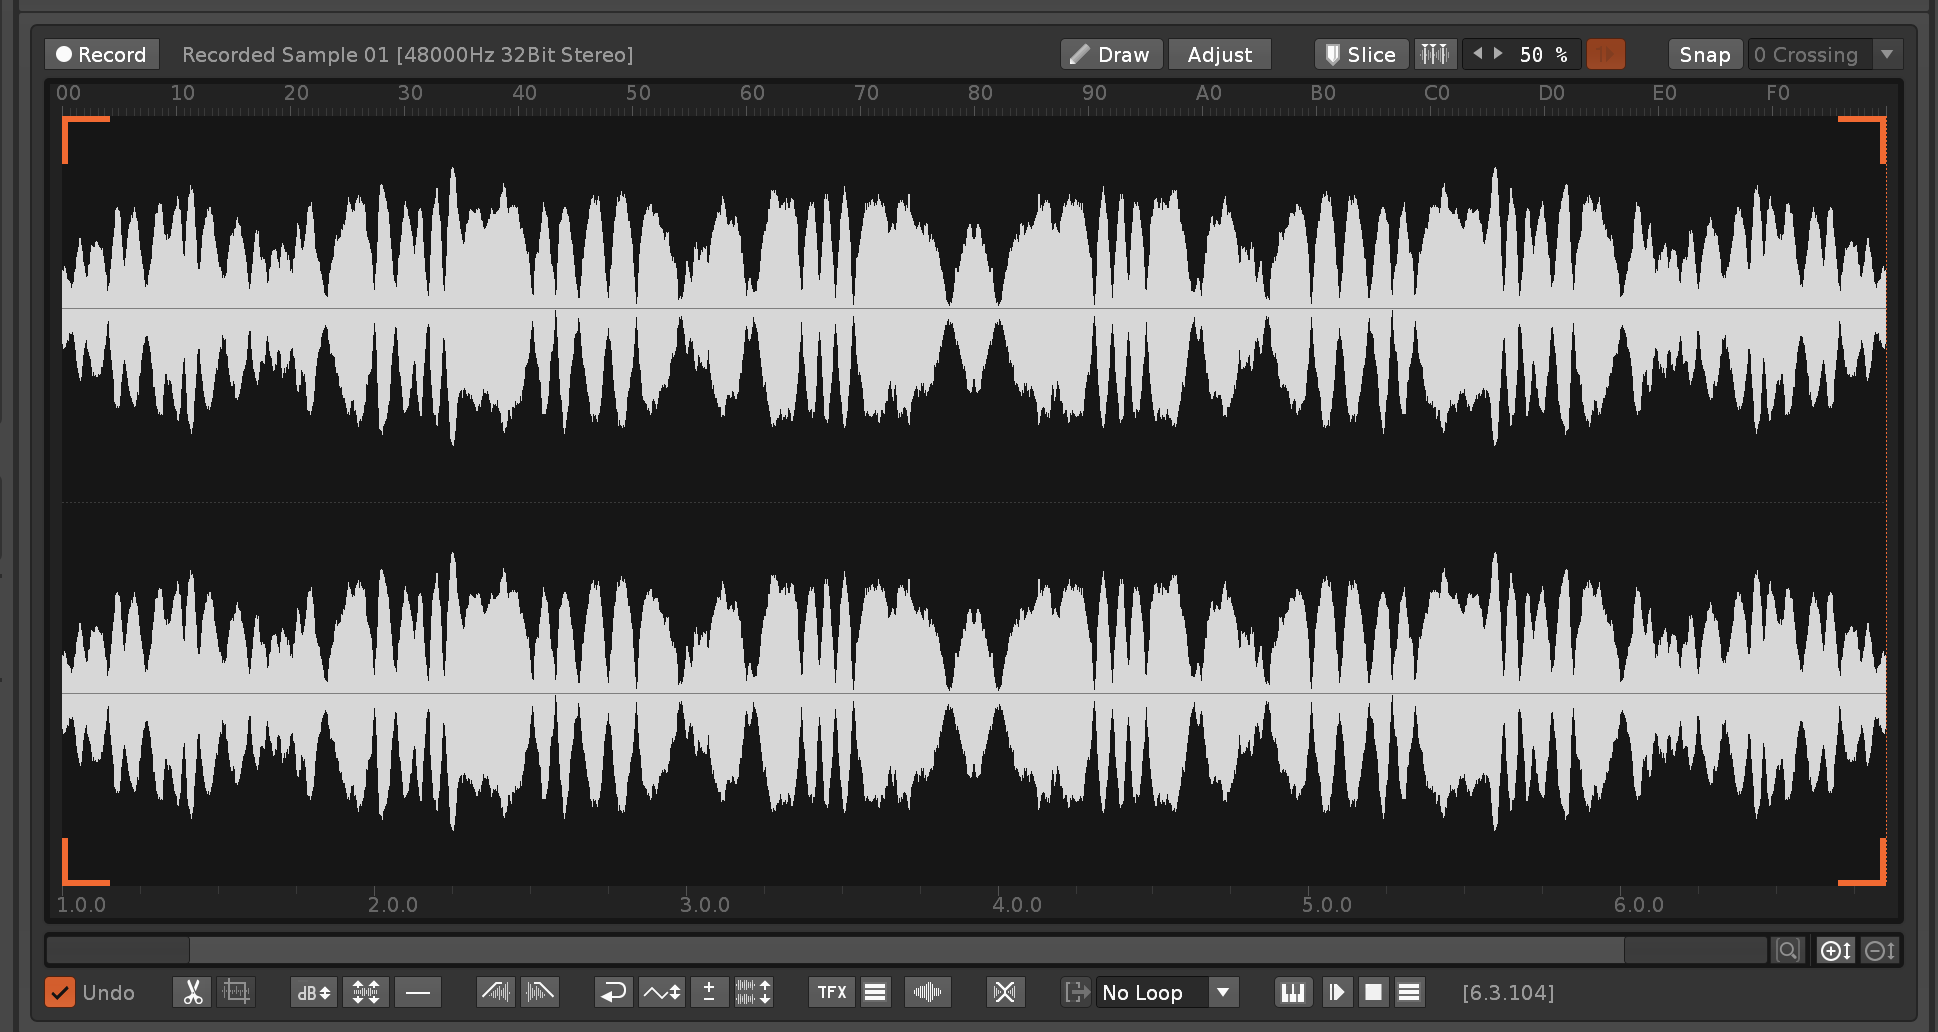 Record Recorded Sample 01 [48000Hz 32Bit Stereo] Draw Adjust Slice 50 % Snap 0 Crossing
00 10 20 30 40 50 60 70 80 90 A0 B0 C0 D0 E0 F0
1.0.0 2.0.0 3.0.0 4.0.0 5.0.0 6.0.0
Undo dB TFX No Loop [6.3.104]